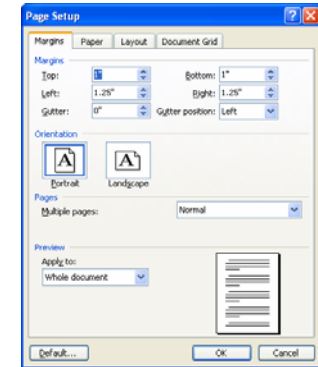 Page Setup
Margins Paper Layout Document Grid
Margins
Top: 1" Bottom: 1"
Left: 1.25" Right: 1.25"
Gutter: 0" Gutter position: Left
Orientation
A A
Portrait Landscape
Pages
Multiple pages: Normal
Preview
Apply to:
Whole document
Default... OK Cancel